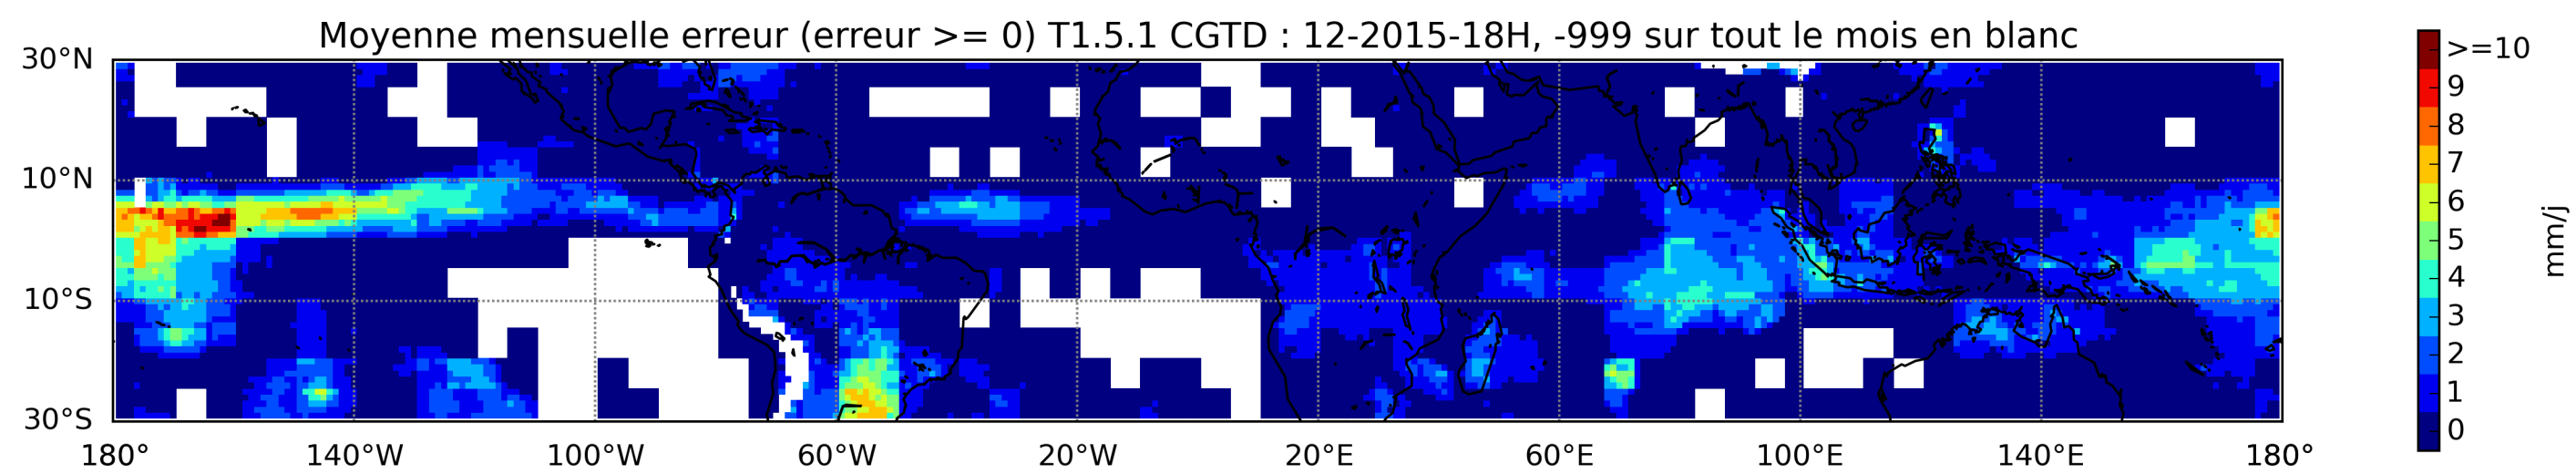 Moyenne mensuelle erreur (erreur >= 0) T1.5.1 CGTD : 12-2015-18H, -999 sur tout le mois en blanc
30°N
10°N
10°S
30°S
180° 140°W 100°W 60°W 20°W 20°E 60°E 100°E 140°E 180°
>=10
9
8
7
6
5
4
3
2
1
0
mm/j